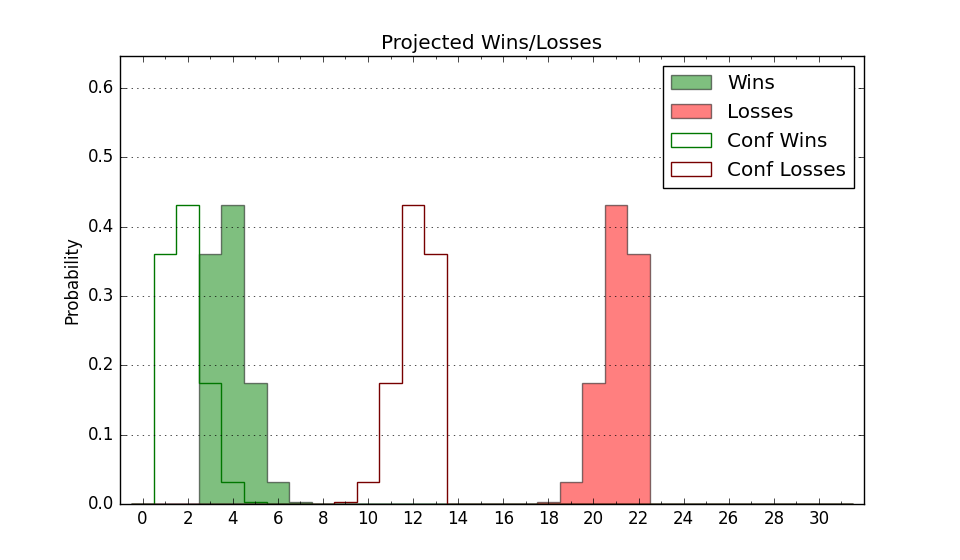 Projected Wins/Losses
Wins
Losses
Conf Wins
Conf Losses
Probability
0.6
0.5
0.4
0.3
0.2
0.1
0.0
0 2 4 6 8 10 12 14 16 18 20 22 24 26 28 30